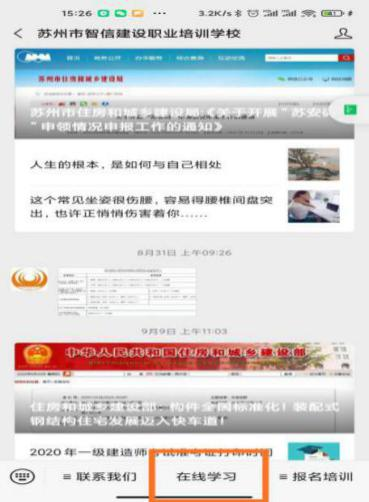 15:26
3.2K/s
苏州市智信建设职业培训学校
苏州市住房和城乡建设局
苏州市住房和城乡建设局:《关于开展“苏安
”申领情况申报工作的通知》
人生的根本，是如何与自己相处
这个常见坐姿很伤腰，容易得腰椎间盘突
出，也许正悄悄伤害着你……
8月31日 上午09:26
9月9日 上午11:03
中华人民共和国住房和城乡建设部
住房和城乡建设部—构件全国标准化！装配式
钢结构住宅发展迈入快车道！
2020年一级建造师考试准考证打印时间
联系我们
在线学习
报名培训